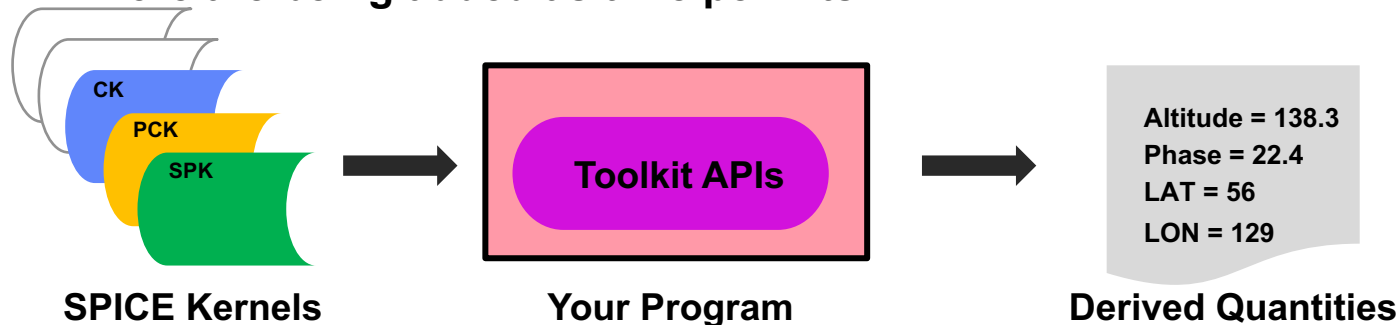 CK
PCK
SPK
Toolkit APIs
Altitude = 138.3
Phase = 22.4
LAT = 56
LON = 129
SPICE Kernels
Your Program
Derived Quantities